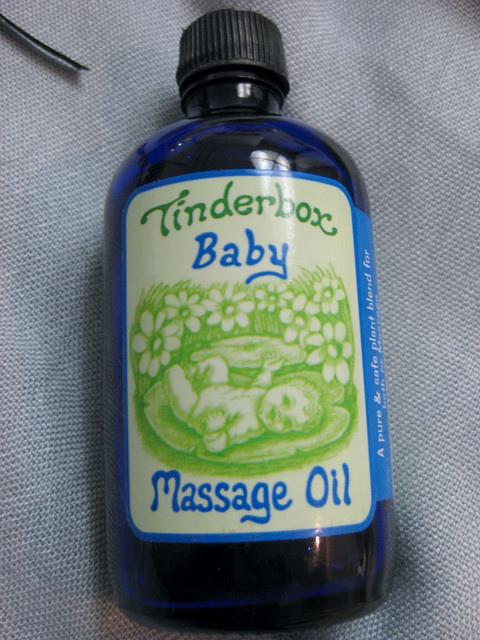 Tinderbox
Baby
Massage Oil
A pure & safe plant blend for